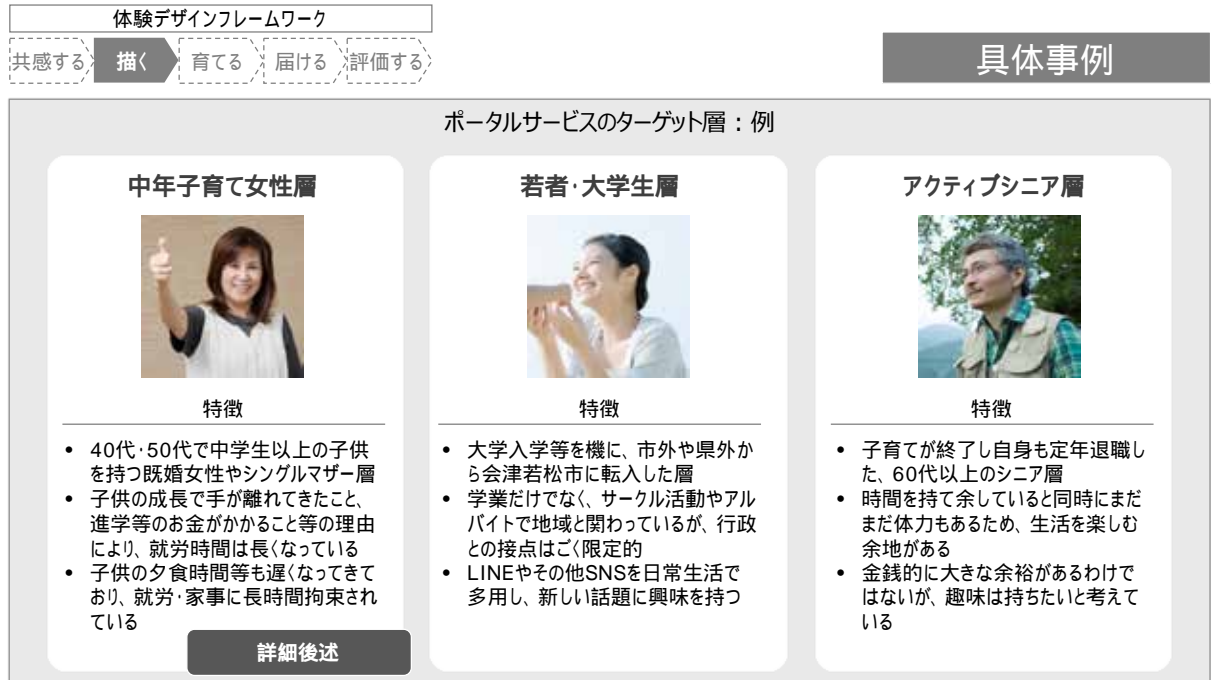 体験デザインフレームワーク
共感する
描く
育てる
届ける
評価する
具体事例
ポータルサービスのターゲット層：例
中年子育て女性層
特徴
• 40代・50代で中学生以上の子供
を持つ既婚女性やシングルマザー層
• 子供の成長で手が離れてきたこと、
進学等のお金がかかること等の理由
により、就労時間は長くなっている
• 子供の夕食時間等も遅くなってきて
おり、就労・家事に長時間拘束され
ている
詳細後述
若者・大学生層
特徴
• 大学入学等を機に、市外や県外か
ら会津若松市に転入した層
• 学業だけでなく、サークル活動やアル
バイトで地域と関わっているが、行政
との接点はごく限定的
• LINEやその他SNSを日常生活で
多用し、新しい話題に興味を持つ
アクティブシニア層
特徴
• 子育てが終了し自身も定年退職し
た、60代以上のシニア層
• 時間を持て余していると同時にまだ
まだ体力もあるため、生活を楽しむ
余地がある
• 金銭的に大きな余裕があるわけで
はないが、趣味は持ちたいと考えて
いる